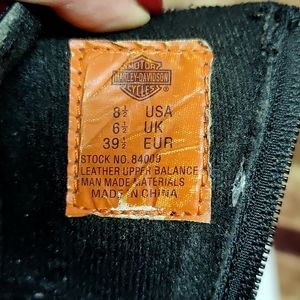 MOTOR
HARLEY-DAVIDSON
CYCLES
8½ USA
6½ UK
39½ EUR
STOCK NO. 84009
LEATHER UPPER BALANCE
MAN MADE MATERIALS
MADE IN CHINA